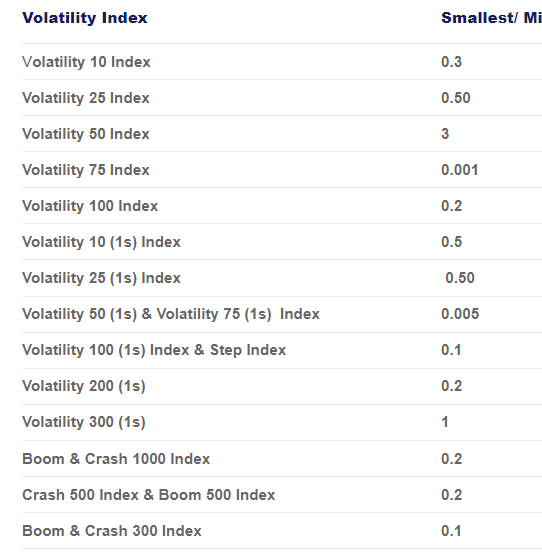 Volatility Index Smallest/ Mi
Volatility 10 Index 0.3
Volatility 25 Index 0.50
Volatility 50 Index 3
Volatility 75 Index 0.001
Volatility 100 Index 0.2
Volatility 10 (1s) Index 0.5
Volatility 25 (1s) Index 0.50
Volatility 50 (1s) & Volatility 75 (1s) Index 0.005
Volatility 100 (1s) Index & Step Index 0.1
Volatility 200 (1s) 0.2
Volatility 300 (1s) 1
Boom & Crash 1000 Index 0.2
Crash 500 Index & Boom 500 Index 0.2
Boom & Crash 300 Index 0.1